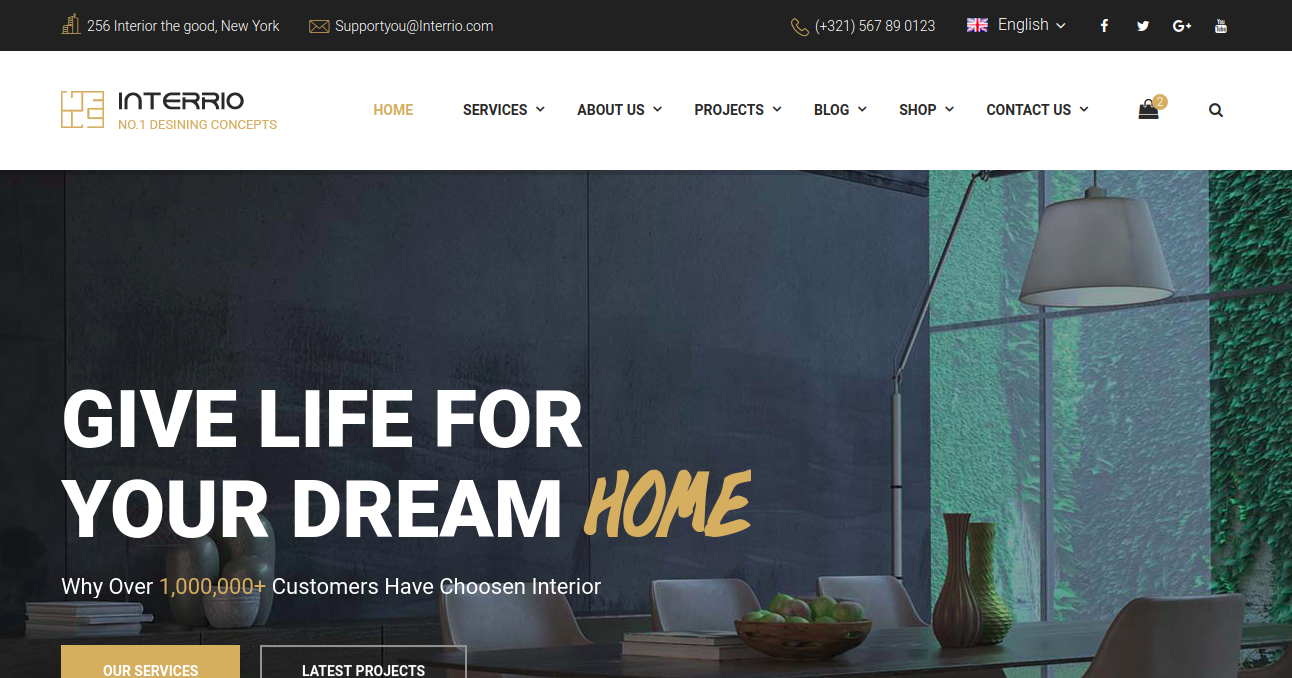 256 Interior the good, New York
Supportyou@Interrio.com
(+321) 567 89 0123
English
You Tube
INTERRIO
NO.1 DESINING CONCEPTS
HOME
SERVICES
ABOUT US
PROJECTS
BLOG
SHOP
CONTACT US
2
GIVE LIFE FOR
YOUR DREAM HOME
Why Over 1,000,000+ Customers Have Choosen Interior
OUR SERVICES
LATEST PROJECTS